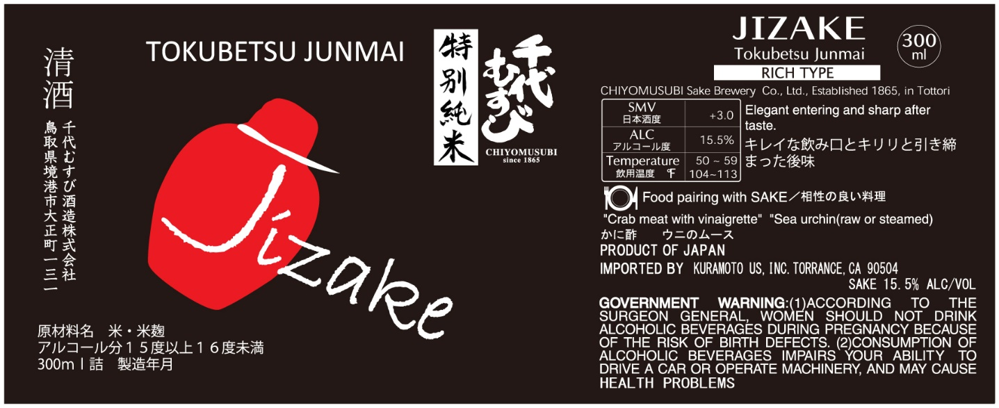 清酒
千代むすび酒造株式会社
鳥取県境港市大正町一三一
原材料名　米・米麹
アルコール分１５度以上１６度未満
300mｌ詰　製造年月
TOKUBETSU JUNMAI
Jizake
特別純米
千代むすび
CHIYOMUSUBI
since 1865
JIZAKE
Tokubetsu Junmai
RICH TYPE
300
ml
CHIYOMUSUBI Sake Brewery Co., Ltd., Established 1865, in Tottori
SMV
日本酒度
+3.0
ALC
アルコール度
15.5%
Temperature
飲用温度 ℉
50 ~ 59
104~113
Elegant entering and sharp after
taste.
キレイな飲み口とキリリと引き締
まった後味
Food pairing with SAKE／相性の良い料理
"Crab meat with vinaigrette" "Sea urchin(raw or steamed)
かに酢　ウニのムース
PRODUCT OF JAPAN
IMPORTED BY KURAMOTO US, INC. TORRANCE, CA 90504
SAKE 15.5% ALC/VOL
GOVERNMENT WARNING:(1)ACCORDING TO THE
SURGEON GENERAL, WOMEN SHOULD NOT DRINK
ALCOHOLIC BEVERAGES DURING PREGNANCY BECAUSE
OF THE RISK OF BIRTH DEFECTS. (2)CONSUMPTION OF
ALCOHOLIC BEVERAGES IMPAIRS YOUR ABILITY TO
DRIVE A CAR OR OPERATE MACHINERY, AND MAY CAUSE
HEALTH PROBLEMS